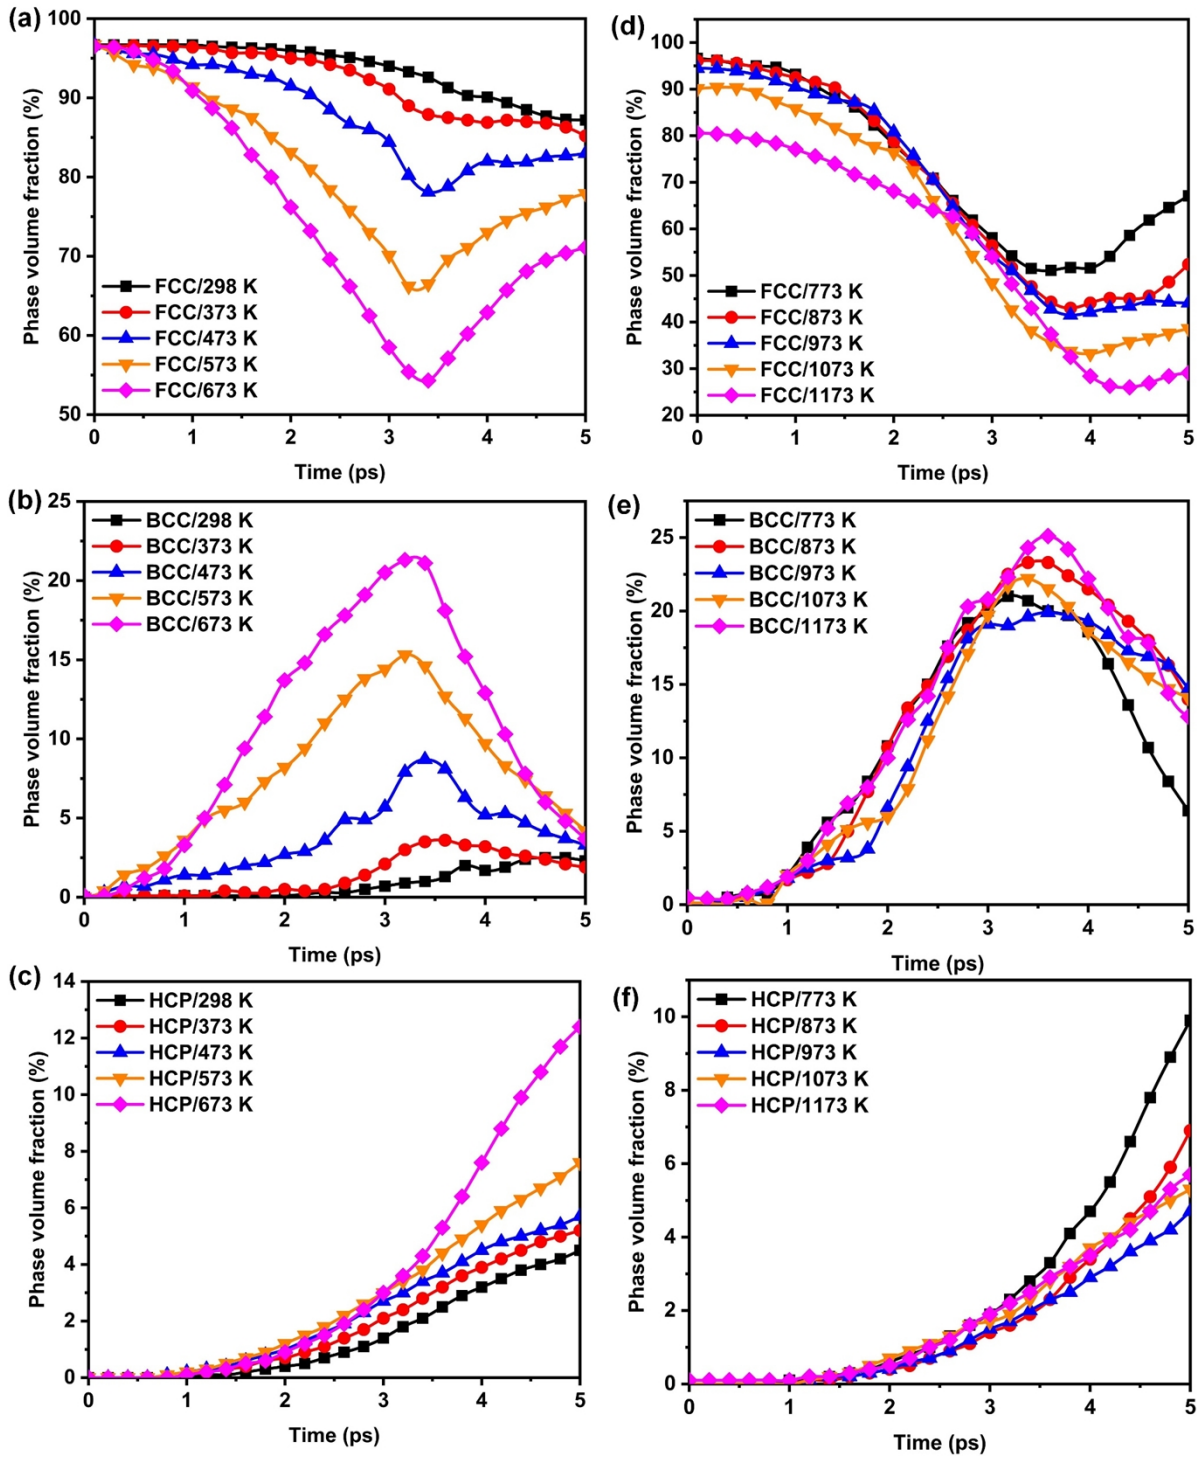 (a)
100
90
80
70
60
50
Phase volume fraction (%)
FCC/298 K
FCC/373 K
FCC/473 K
FCC/573 K
FCC/673 K
0 1 2 3 4 5
Time (ps)
(d)
100
90
80
70
60
50
40
30
20
Phase volume fraction (%)
FCC/773 K
FCC/873 K
FCC/973 K
FCC/1073 K
FCC/1173 K
0 1 2 3 4 5
Time (ps)
(b)
25
20
15
10
5
0
Phase volume fraction (%)
BCC/298 K
BCC/373 K
BCC/473 K
BCC/573 K
BCC/673 K
0 1 2 3 4 5
Time (ps)
(e)
25
20
15
10
5
0
Phase volume fraction (%)
BCC/773 K
BCC/873 K
BCC/973 K
BCC/1073 K
BCC/1173 K
0 1 2 3 4 5
Time (ps)
(c)
14
12
10
8
6
4
2
0
Phase volume fraction (%)
HCP/298 K
HCP/373 K
HCP/473 K
HCP/573 K
HCP/673 K
0 1 2 3 4 5
Time (ps)
(f)
10
8
6
4
2
0
Phase volume fraction (%)
HCP/773 K
HCP/873 K
HCP/973 K
HCP/1073 K
HCP/1173 K
0 1 2 3 4 5
Time (ps)